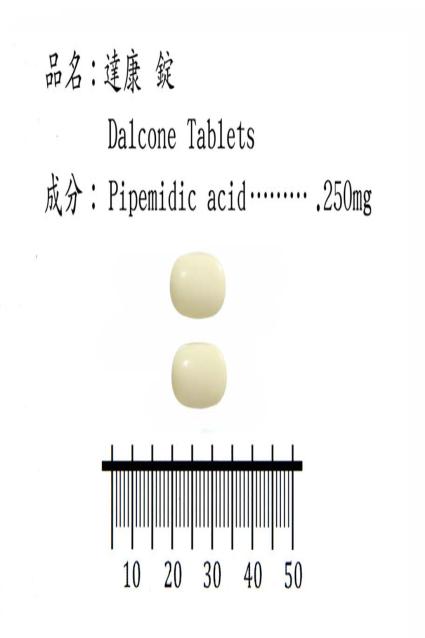 品名：達康 錠
Dalcone Tablets
成分：Pipemidic acid⋯⋯⋯.250mg
10 20 30 40 50